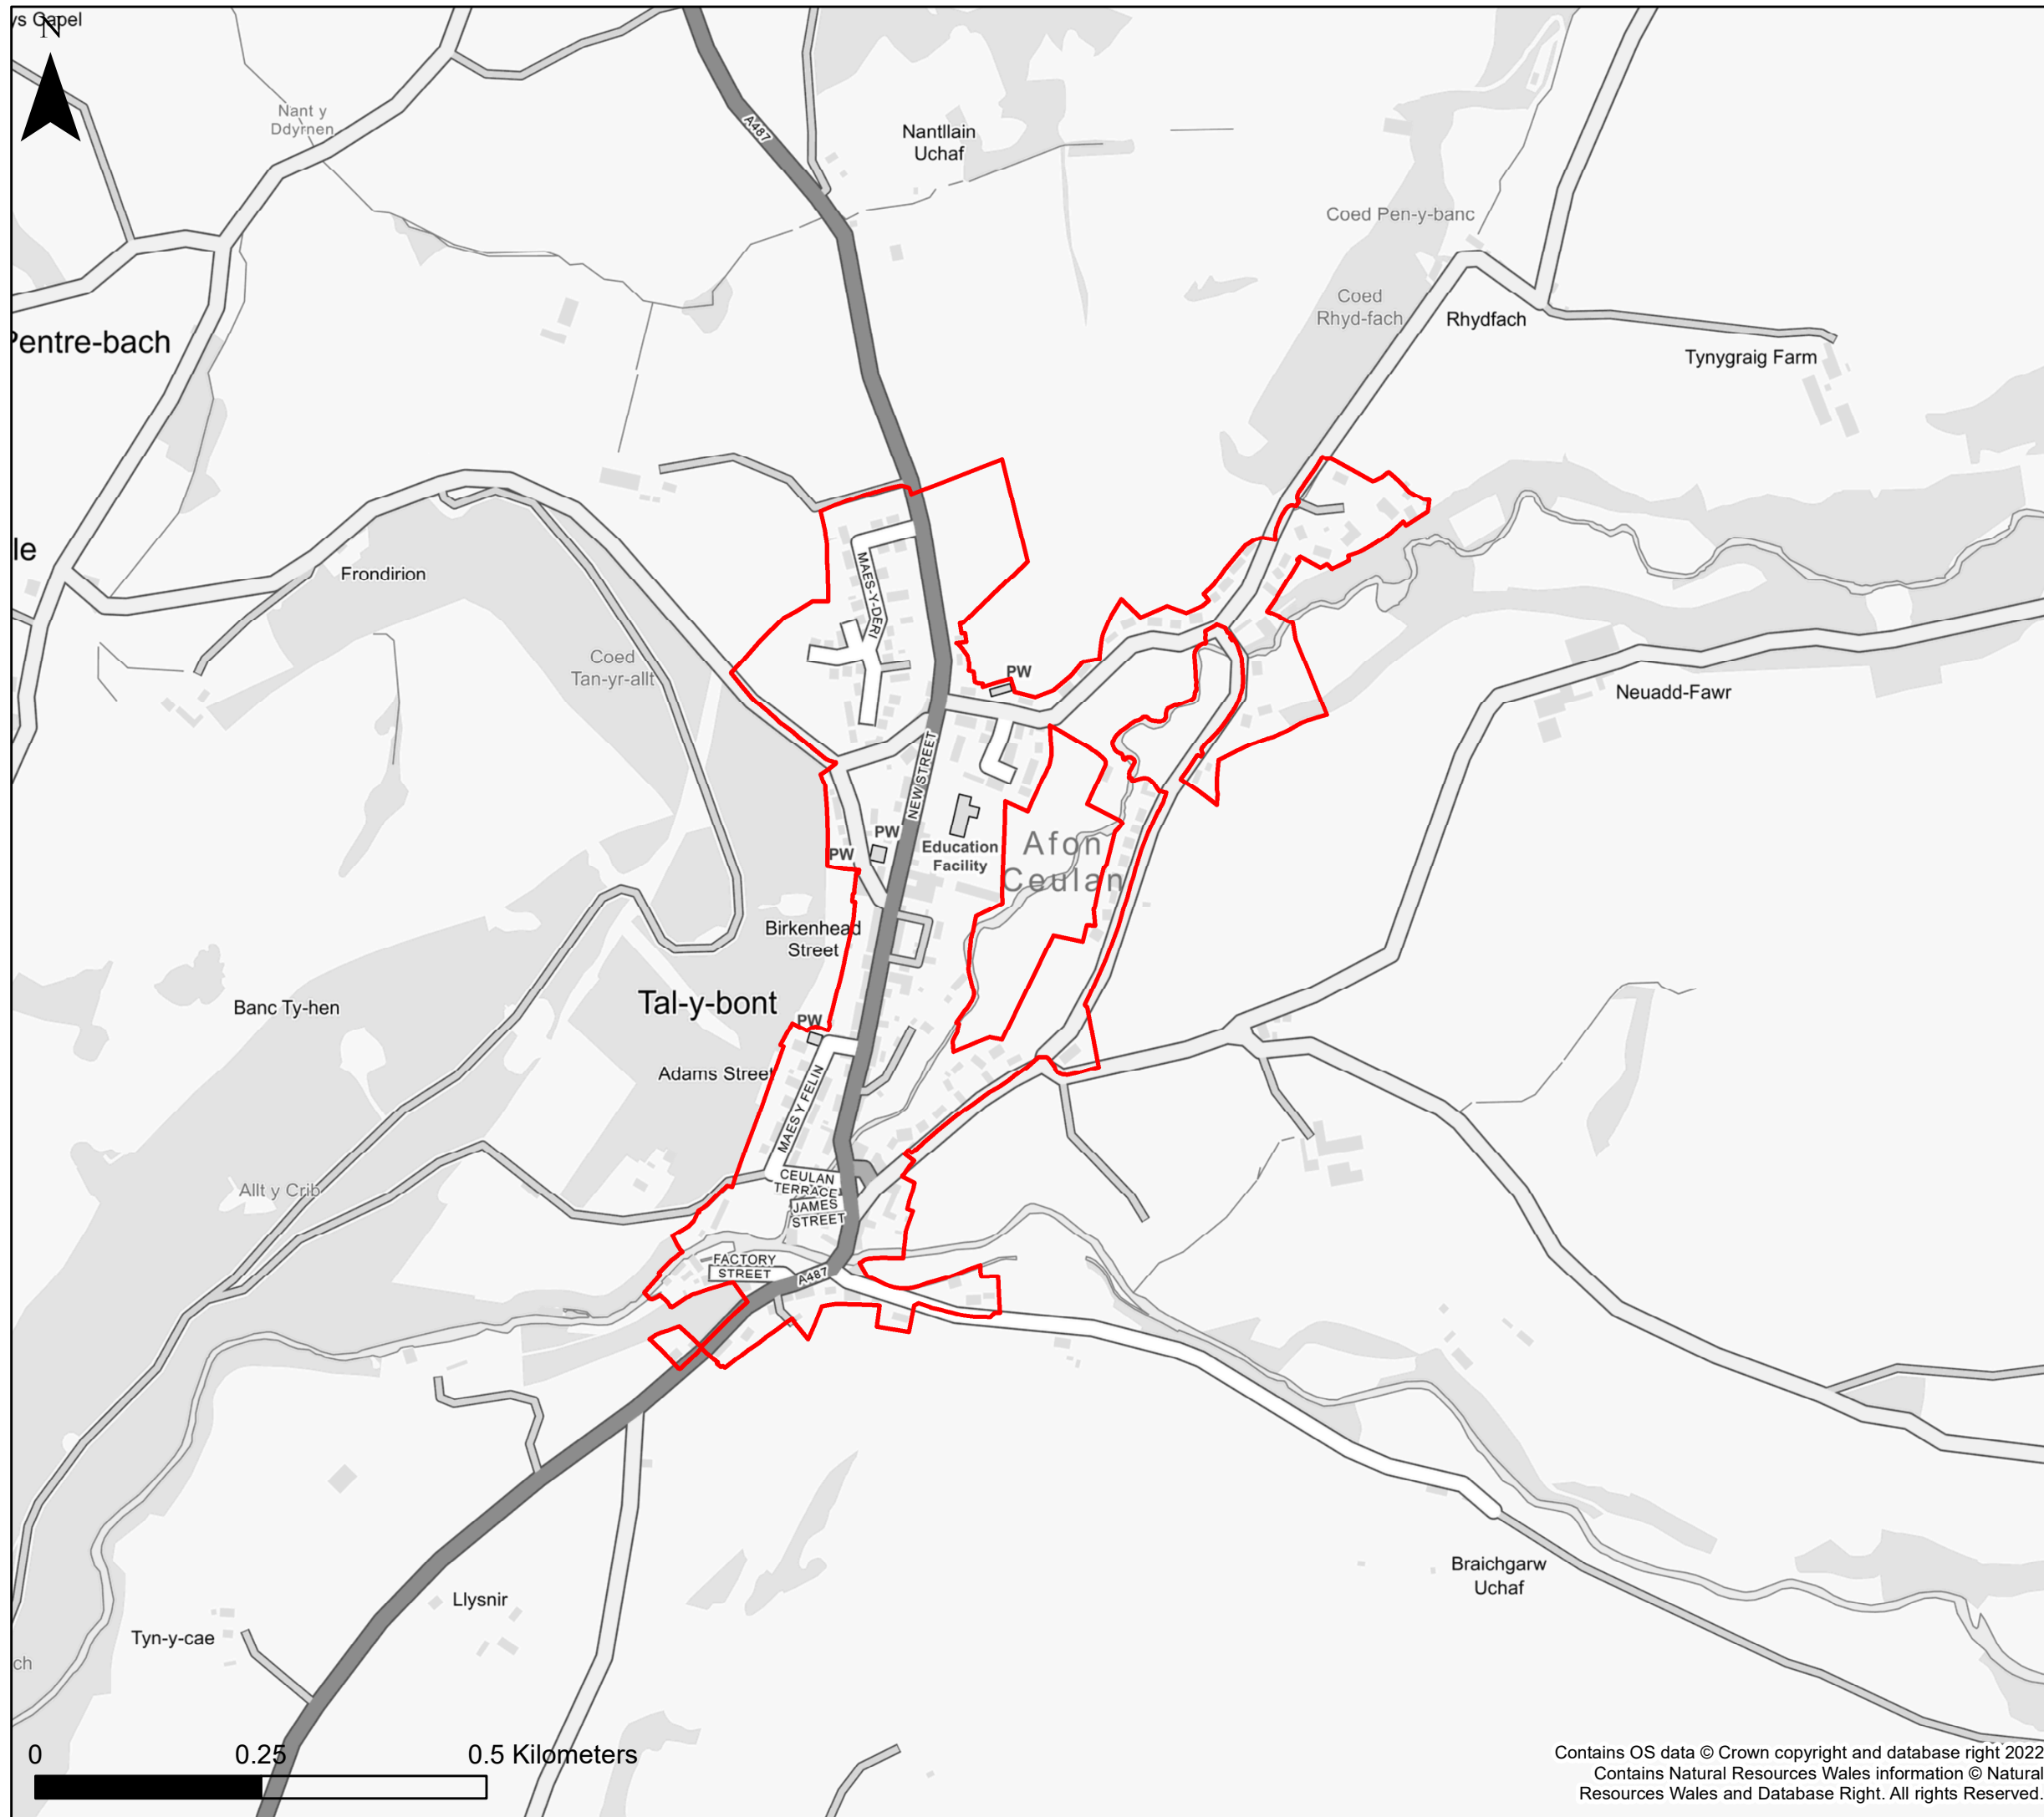 ys Capel
N
Nant y
Ddyrnen
A487
Nantllain
Uchaf
Coed Pen-y-banc
Coed
Rhyd-fach
Rhydfach
Tynygraig Farm
Pentre-bach
le
Frondirion
MAES-Y-DERI
Coed
Tan-yr-allt
PW
Neuadd-Fawr
NEW STREET
PW
PW
Education
Facility
Afon
Ceulan
Birkenhead
Street
Tal-y-bont
Banc Ty-hen
PW
Adams Street
MAES Y FELIN
CEULAN
TERRACE
JAMES
STREET
Allt y Crib
FACTORY
STREET
A487
Braichgarw
Uchaf
Llysnir
Tyn-y-cae
ch
0
0.25
0.5 Kilometers
Contains OS data © Crown copyright and database right 2022
Contains Natural Resources Wales information © Natural
Resources Wales and Database Right. All rights Reserved.